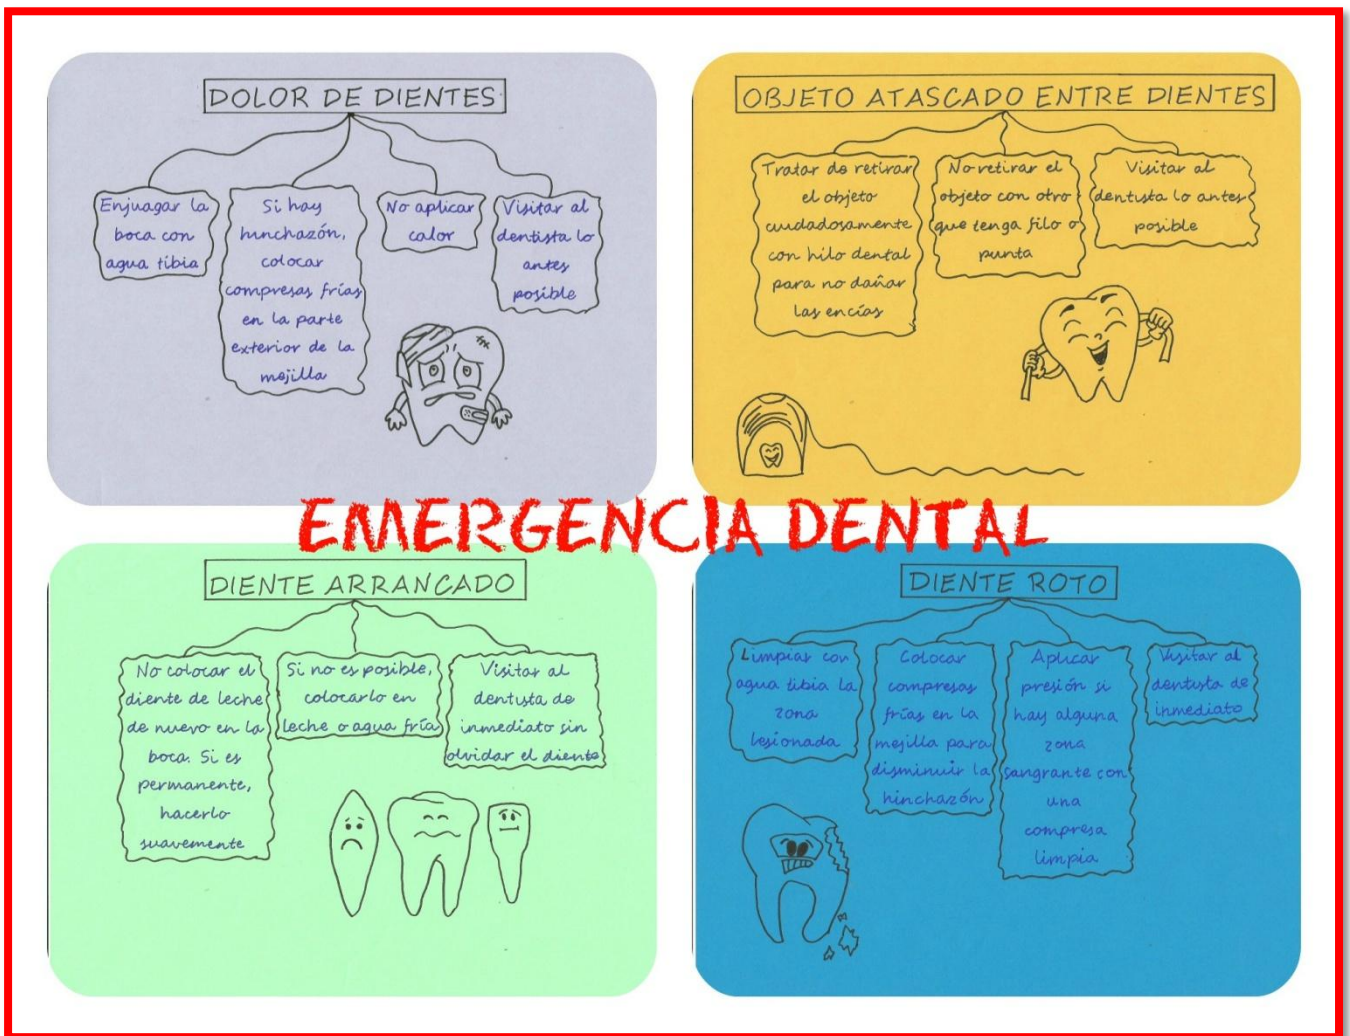 DOLOR DE DIENTES
Enjuagar la
boca con
agua tibia
Si hay
hinchazón,
colocar
compresas frías
en la parte
exterior de la
mejilla
No aplicar
calor
Visitar al
dentista lo
antes
posible
OBJETO ATASCADO ENTRE DIENTES
Tratar de retirar
el objeto
cuidadosamente
con hilo dental
para no dañar
las encías
No retirar el
objeto con otro
que tenga filo o
punta
Visitar al
dentista lo antes
posible
EMERGENCIA DENTAL
DIENTE ARRANCADO
No colocar el
diente de leche
de nuevo en la
boca. Si es
permanente,
hacerlo
suavemente
Si no es posible,
colocarlo en
leche o agua fría
Visitar al
dentista de
inmediato sin
olvidar el diente
DIENTE ROTO
Limpiar con
agua tibia la
zona
lesionada
Colocar
compresas
frías en la
mejilla para
disminuir la
hinchazón
Aplicar
presión si
hay alguna
zona
sangrante con
una
compresa
limpia
Visitar al
dentista de
inmediato